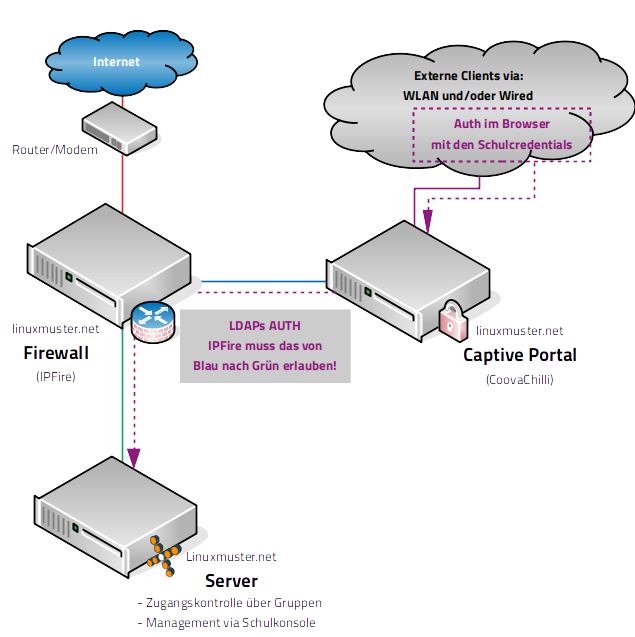 Internet
Externe Clients via:
WLAN und/oder Wired
Auth im Browser
mit den Schulcredentials
Router/Modem
linuxmuster.net
Firewall
(IPFire)
LDAPs AUTH
IPFire muss das von
Blau nach Grün erlauben!
linuxmuster.net
Captive Portal
(CoovaChilli)
Linuxmuster.net
Server
- Zugangskontrolle über Gruppen
- Management via Schulkonsole